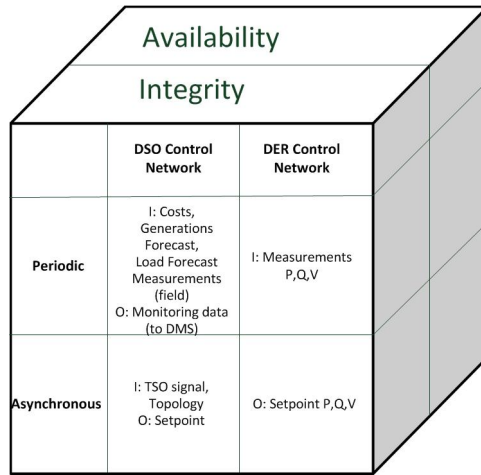 Availability
Integrity
DSO Control
Network
DER Control
Network
Periodic
I: Costs,
Generations
Forecast,
Load Forecast
Measurements
(field)
O: Monitoring data
(to DMS)
I: Measurements
P,Q,V
Asynchronous
I: TSO signal,
Topology
O: Setpoint
O: Setpoint P,Q,V